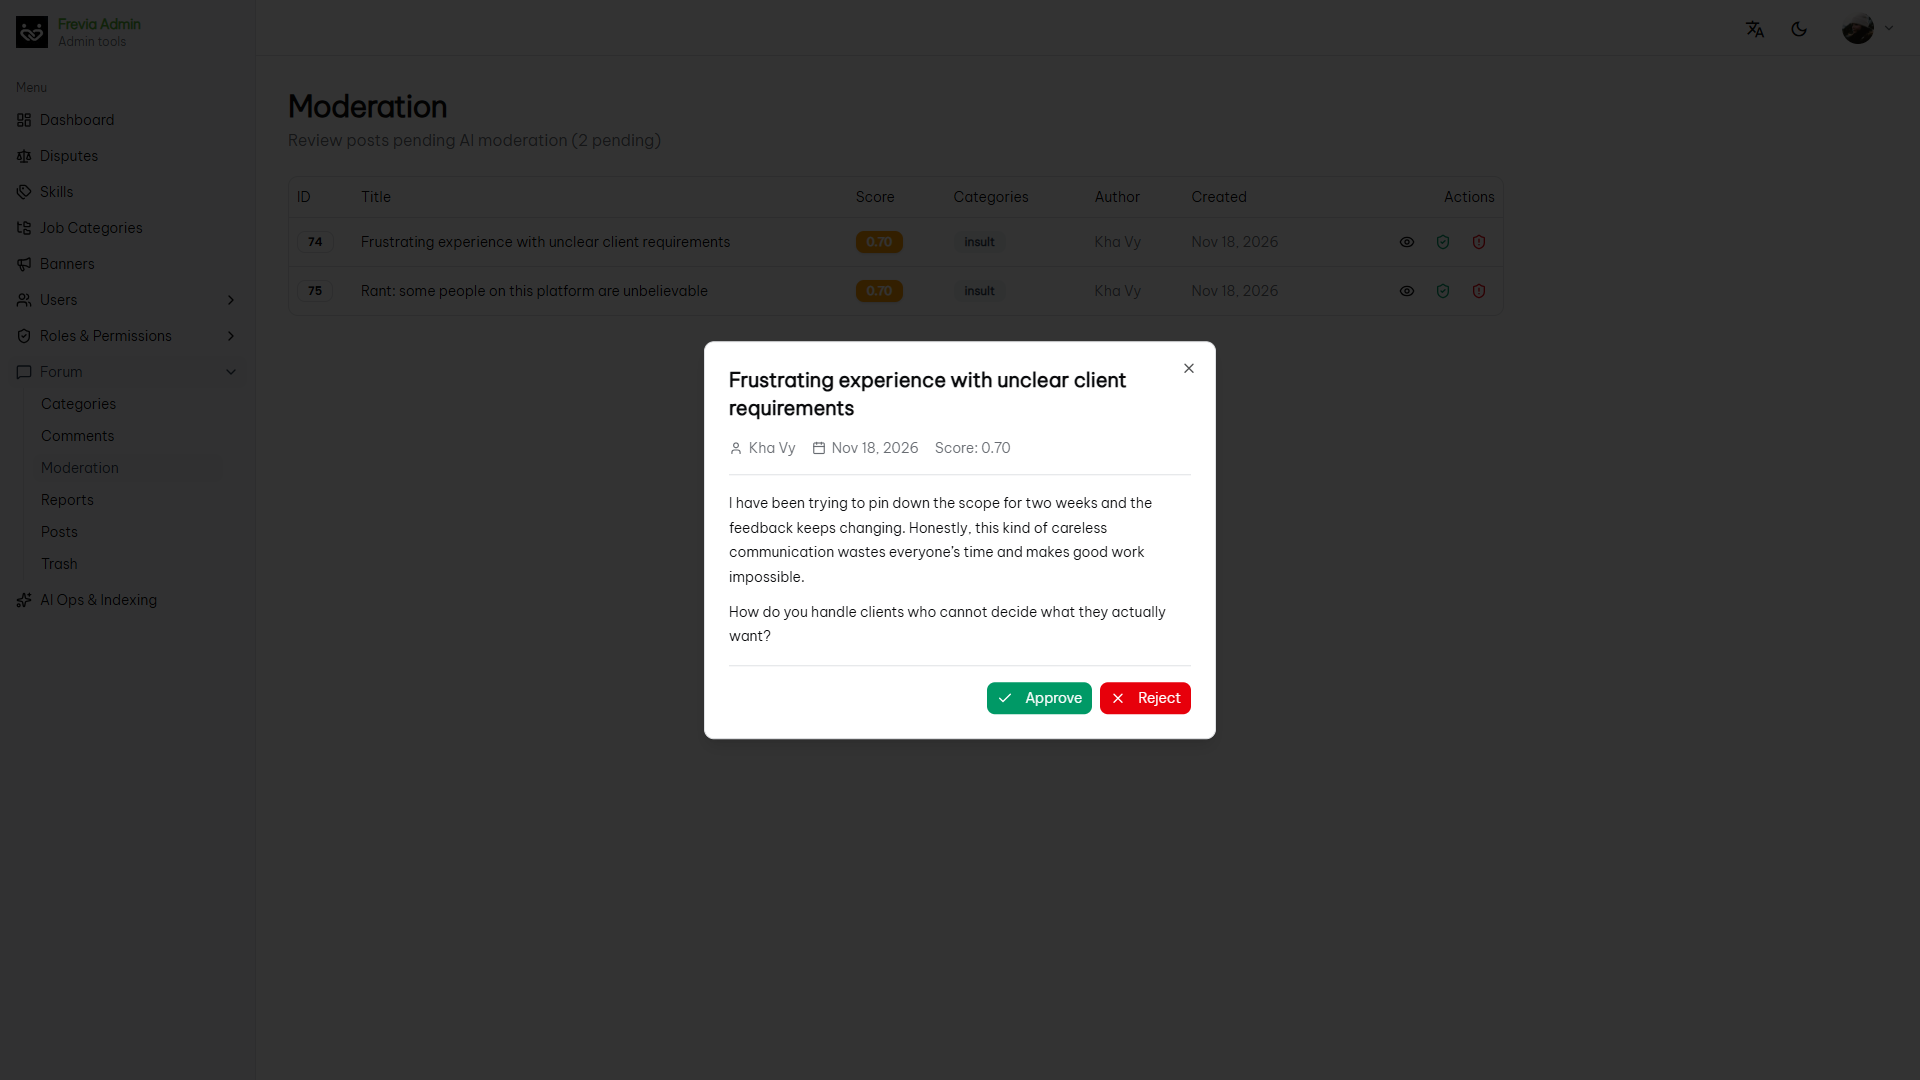 Frevia Admin
Admin tools
Menu
Dashboard
Disputes
Skills
Job Categories
Banners
Users
Roles & Permissions
Forum
Categories
Comments
Moderation
Reports
Posts
Trash
AI Ops & Indexing
Moderation
Review posts pending AI moderation (2 pending)
ID Title Score Categories Author Created Actions
74 Frustrating experience with unclear client requirements 0.70 insult Kha Vy Nov 18, 2026
75 Rant: some people on this platform are unbelievable 0.70 insult Kha Vy Nov 18, 2026
Frustrating experience with unclear client
requirements
Kha Vy Nov 18, 2026 Score: 0.70
I have been trying to pin down the scope for two weeks and the
feedback keeps changing. Honestly, this kind of careless
communication wastes everyone's time and makes good work
impossible.
How do you handle clients who cannot decide what they actually
want?
Approve Reject